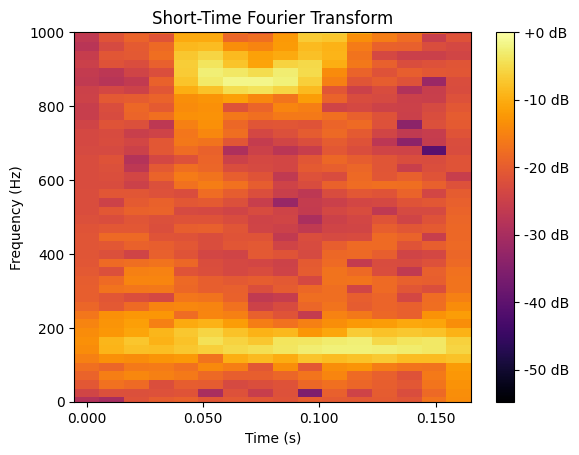 Short-Time Fourier Transform
1000
800
600
400
200
0
Frequency (Hz)
0.000
0.050
0.100
0.150
Time (s)
+0 dB
-10 dB
-20 dB
-30 dB
-40 dB
-50 dB